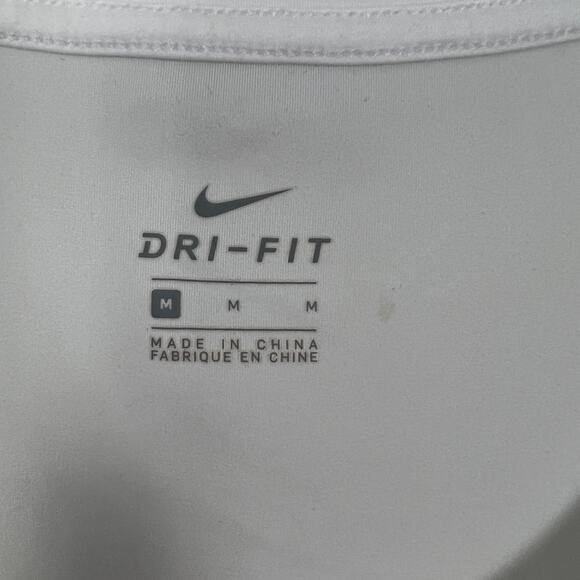 DRI-FIT
M M M
MADE IN CHINA
FABRIQUE EN CHINE